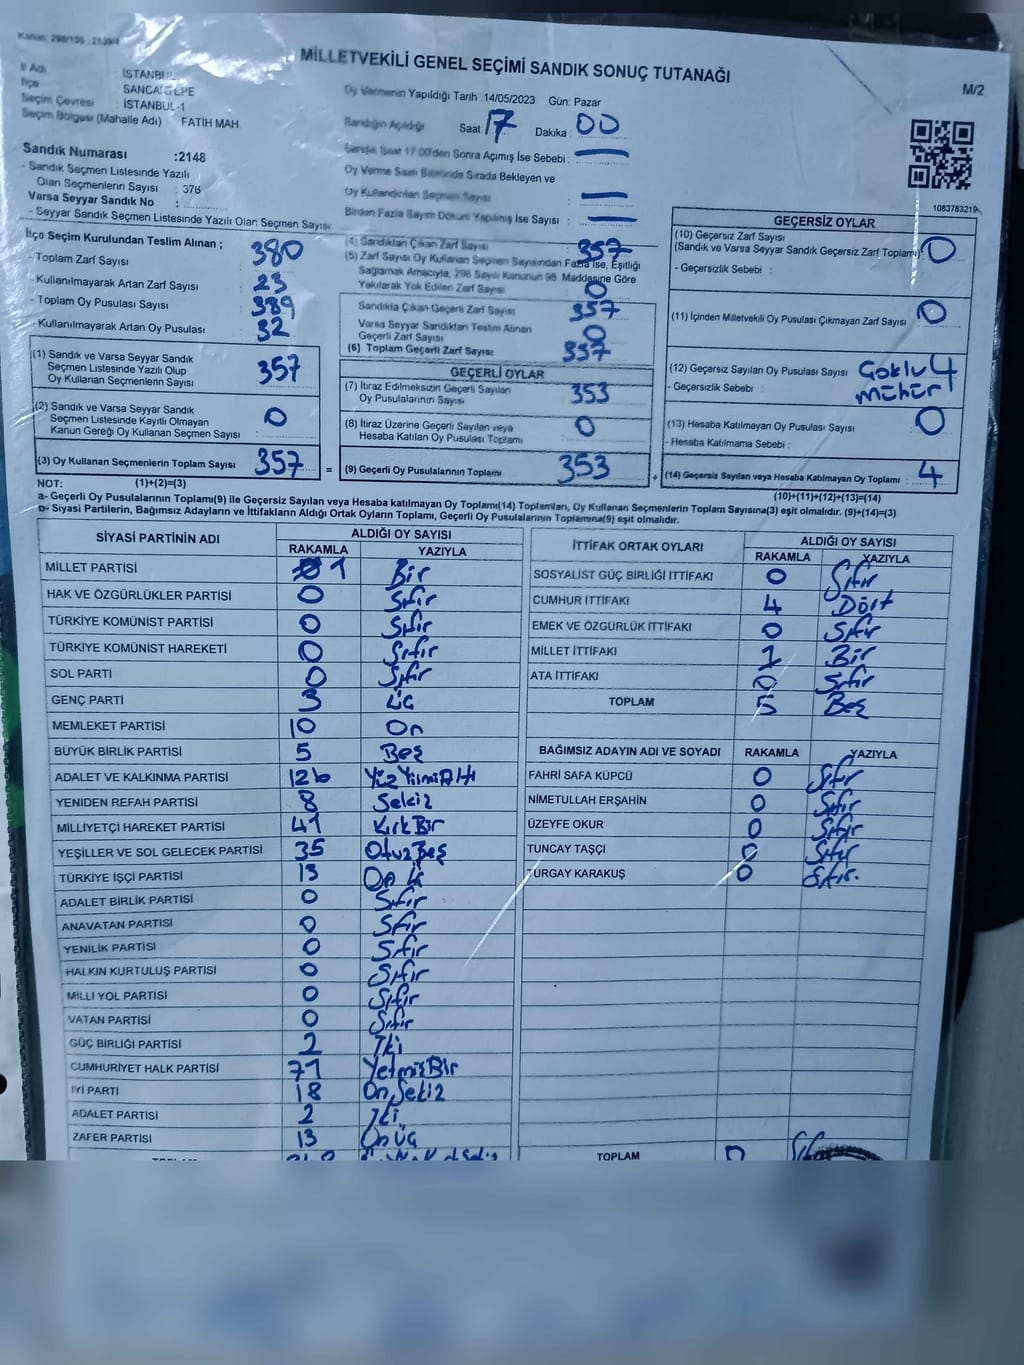 Kanun: 298/105 , 2839/4
MİLLETVEKİLİ GENEL SEÇİMİ SANDIK SONUÇ TUTANAĞI
M/2
İl Adı : İSTANBUL
İlçe : SANCAKTEPE
Seçim Çevresi : İSTANBUL-1
Seçim Bölgesi (Mahalle Adı) FATİH MAH
Oy Vermenin Yapıldığı Tarih :14/05/2023 Gün: Pazar
Sandığın Açıldığı Saat : 17 Dakika : 00
Sandık Saat 17.00'den Sonra Açımış İse Sebebi : —
Oy Verme Saati Bitiminde Sırada Bekleyen ve
Oy Kullandırılan Seçmen Sayısı : —
Birden Fazla Sayım Döküm Yapılmış İse Sayısı : —
1083783219
Sandık Numarası :2148
- Sandık Seçmen Listesinde Yazılı
Olan Seçmenlerin Sayısı : 378
Varsa Seyyar Sandık No :
- Seyyar Sandık Seçmen Listesinde Yazılı Olan Seçmen Sayısı
İlçe Seçim Kurulundan Teslim Alınan ;
- Toplam Zarf Sayısı 380
- Kullanılmayarak Artan Zarf Sayısı 23
- Toplam Oy Pusulası Sayısı 389
- Kullanılmayarak Artan Oy Pusulası 32
(1) Sandık ve Varsa Seyyar Sandık
Seçmen Listesinde Yazılı Olup
Oy Kullanan Seçmenlerin Sayısı 357
(2) Sandık ve Varsa Seyyar Sandık
Seçmen Listesinde Kayıtlı Olmayan
Kanun Gereği Oy Kullanan Seçmen Sayısı 0
(3) Oy Kullanan Seçmenlerin Toplam Sayısı 357 =
(4) Sandıktan Çıkan Zarf Sayısı 357
(5) Zarf Sayısı Oy Kullanan Seçmen Sayısından Fazla İse, Eşitliği
Sağlamak Amacıyla, 298 Sayılı Kanunun 98. Maddesine Göre
Yakılarak Yok Edilen Zarf Sayısı 0
Sandıkta Çıkan Geçerli Zarf Sayısı 357
Varsa Seyyar Sandıktan Teslim Alınan
Geçerli Zarf Sayısı 0
(6) Toplam Geçerli Zarf Sayısı 357
GEÇERLİ OYLAR
(7) İtiraz Edilmeksizin Geçerli Sayılan
Oy Pusulalarının Sayısı 353
(8) İtiraz Üzerine Geçerli Sayılan veya
Hesaba Katılan Oy Pusulası Toplamı 0
(9) Geçerli Oy Pusulalarının Toplamı 353 +
GEÇERSİZ OYLAR
(10) Geçersiz Zarf Sayısı
(Sandık ve Varsa Seyyar Sandık Geçersiz Zarf Toplamı) : 0
- Geçersizlik Sebebi :
(11) İçinden Milletvekili Oy Pusulası Çıkmayan Zarf Sayısı 0
(12) Geçersiz Sayılan Oy Pusulası Sayısı Çoklu 4
- Geçersizlik Sebebi : mühür
(13) Hesaba Katılmayan Oy Pusulası Sayısı 0
- Hesaba Katılmama Sebebi :
(14) Geçersiz Sayılan veya Hesaba Katılmayan Oy Toplamı : 4
NOT: (1)+(2)=(3)
(10)+(11)+(12)+(13)=(14)
a- Geçerli Oy Pusulalarının Toplamı(9) ile Geçersiz Sayılan veya Hesaba katılmayan Oy Toplamı(14) Toplamları, Oy Kullanan Seçmenlerin Toplam Sayısına(3) eşit olmalıdır. (9)+(14)=(3)
b- Siyasi Partilerin, Bağımsız Adayların ve İttifakların Aldığı Ortak Oyların Toplamı, Geçerli Oy Pusulalarının Toplamına(9) eşit olmalıdır.
SİYASİ PARTİNİN ADI ALDIĞI OY SAYISI
RAKAMLA YAZIYLA
MİLLET PARTİSİ 1 Bir
HAK VE ÖZGÜRLÜKLER PARTİSİ 0 Sıfır
TÜRKİYE KOMÜNİST PARTİSİ 0 Sıfır
TÜRKİYE KOMÜNİST HAREKETİ 0 Sıfır
SOL PARTİ 0 Sıfır
GENÇ PARTİ 3 Üç
MEMLEKET PARTİSİ 10 On
BÜYÜK BİRLİK PARTİSİ 5 Beş
ADALET VE KALKINMA PARTİSİ 126 Yüz Yirmi Altı
YENİDEN REFAH PARTİSİ 8 Sekiz
MİLLİYETÇİ HAREKET PARTİSİ 41 Kırk Bir
YEŞİLLER VE SOL GELECEK PARTİSİ 35 Otuz Beş
TÜRKİYE İŞÇİ PARTİSİ 13 On Üç
ADALET BİRLİK PARTİSİ 0 Sıfır
ANAVATAN PARTİSİ 0 Sıfır
YENİLİK PARTİSİ 0 Sıfır
HALKIN KURTULUŞ PARTİSİ 0 Sıfır
MİLLİ YOL PARTİSİ 0 Sıfır
VATAN PARTİSİ 0 Sıfır
GÜÇ BİRLİĞİ PARTİSİ 2 İki
CUMHURİYET HALK PARTİSİ 71 Yetmiş Bir
İYİ PARTİ 18 On Sekiz
ADALET PARTİSİ 2 İki
ZAFER PARTİSİ 13 On Üç
TOPLAM
İTTİFAK ORTAK OYLARI ALDIĞI OY SAYISI
RAKAMLA YAZIYLA
SOSYALİST GÜÇ BİRLİĞİ İTTİFAKI 0 Sıfır
CUMHUR İTTİFAKI 4 Dört
EMEK VE ÖZGÜRLÜK İTTİFAKI 0 Sıfır
MİLLET İTTİFAKI 1 Bir
ATA İTTİFAKI 0 Sıfır
TOPLAM 5 Beş
BAĞIMSIZ ADAYIN ADI VE SOYADI RAKAMLA YAZIYLA
FAHRİ SAFA KÜPCÜ 0 Sıfır
NİMETULLAH ERŞAHİN 0 Sıfır
ÜZEYFE OKUR 0 Sıfır
TUNCAY TAŞÇI 0 Sıfır
TURGAY KARAKUŞ 0 Sıfır.
TOPLAM 0